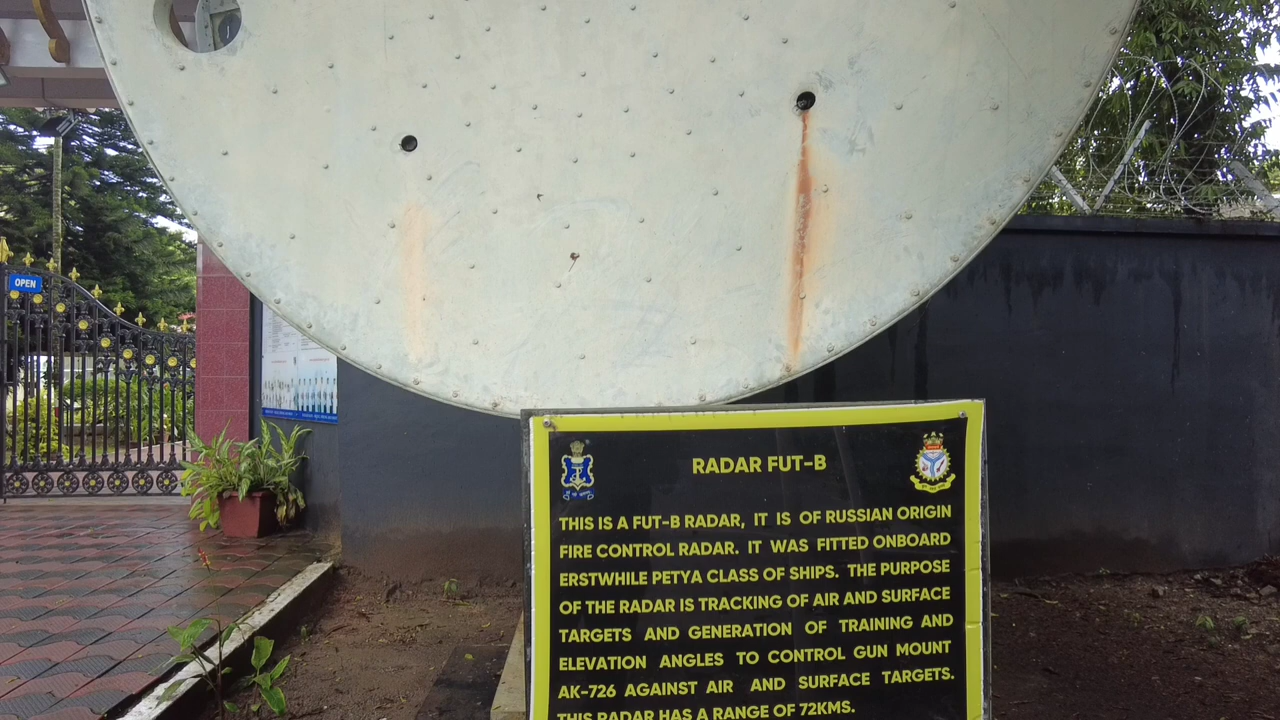 OPEN
RADAR FUT-B
THIS IS A FUT-B RADAR, IT IS OF RUSSIAN ORIGIN
FIRE CONTROL RADAR. IT WAS FITTED ONBOARD
ERSTWHILE PETYA CLASS OF SHIPS. THE PURPOSE
OF THE RADAR IS TRACKING OF AIR AND SURFACE
TARGETS AND GENERATION OF TRAINING AND
ELEVATION ANGLES TO CONTROL GUN MOUNT
AK-726 AGAINST AIR AND SURFACE TARGETS.
THIS RADAR HAS A RANGE OF 72KMS.